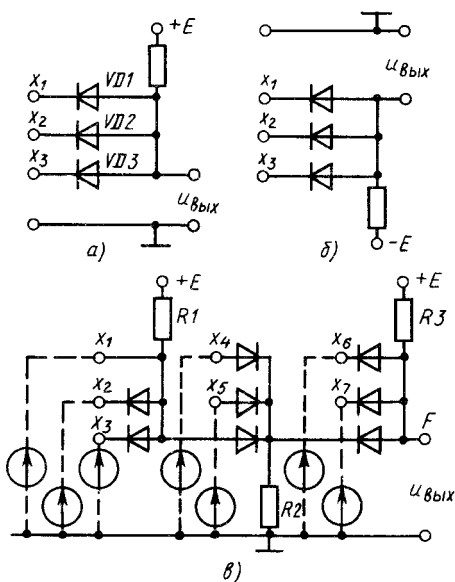 +E
x1 VD1
x2 VD2
x3 VD3
uвых
а)
uвых
x1
x2
x3
-E
б)
+E
R1
x1
x2
x3
x4
x5
R2
+E
R3
x6
x7
F
uвых
в)